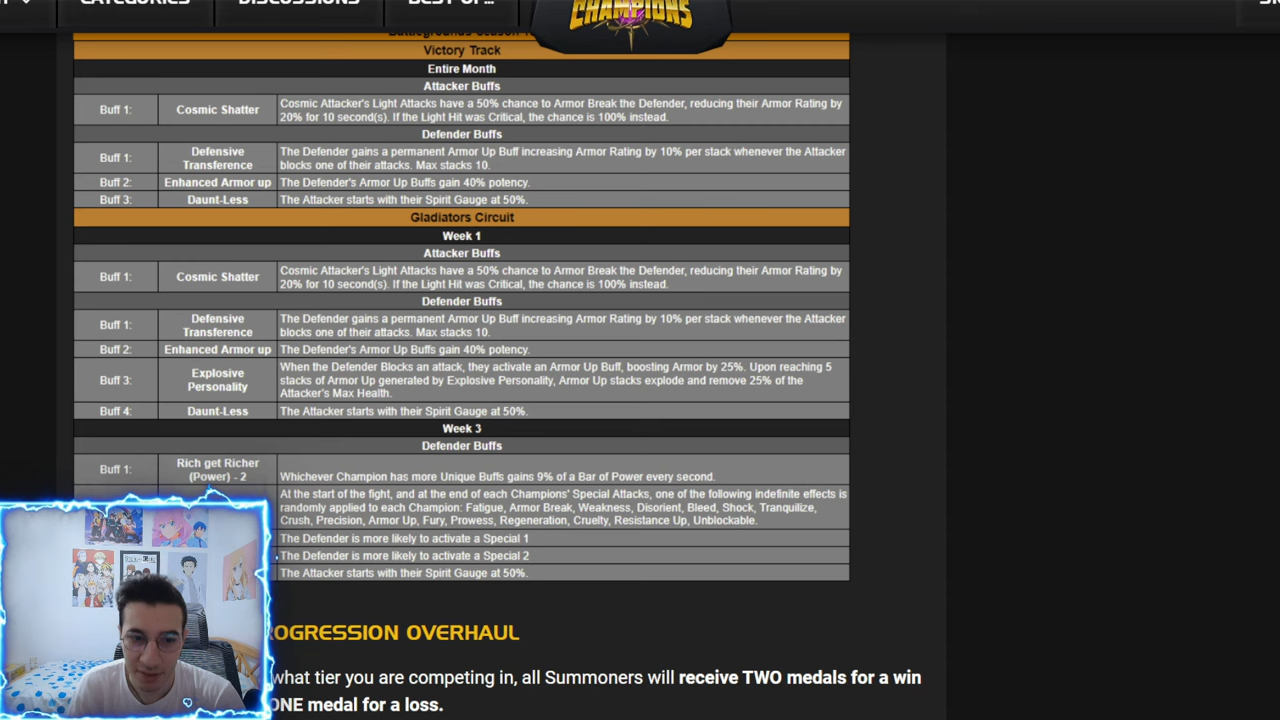 CATEGORIES
DISCUSSIONS
BEST OF...
CHAMPIONS
Victory Track
Entire Month
Attacker Buffs
Buff 1: Cosmic Shatter Cosmic Attacker's Light Attacks have a 50% chance to Armor Break the Defender, reducing their Armor Rating by
20% for 10 second(s). If the Light Hit was Critical, the chance is 100% instead.
Defender Buffs
Buff 1: Defensive Transference The Defender gains a permanent Armor Up Buff increasing Armor Rating by 10% per stack whenever the Attacker
blocks one of their attacks. Max stacks 10.
Buff 2: Enhanced Armor up The Defender's Armor Up Buffs gain 40% potency.
Buff 3: Daunt-Less The Attacker starts with their Spirit Gauge at 50%.
Gladiators Circuit
Week 1
Attacker Buffs
Buff 1: Cosmic Shatter Cosmic Attacker's Light Attacks have a 50% chance to Armor Break the Defender, reducing their Armor Rating by
20% for 10 second(s). If the Light Hit was Critical, the chance is 100% instead.
Defender Buffs
Buff 1: Defensive Transference The Defender gains a permanent Armor Up Buff increasing Armor Rating by 10% per stack whenever the Attacker
blocks one of their attacks. Max stacks 10.
Buff 2: Enhanced Armor up The Defender's Armor Up Buffs gain 40% potency.
Buff 3: Explosive Personality When the Defender Blocks an attack, they activate an Armor Up Buff, boosting Armor by 25%. Upon reaching 5
stacks of Armor Up generated by Explosive Personality, Armor Up stacks explode and remove 25% of the
Attacker's Max Health.
Buff 4: Daunt-Less The Attacker starts with their Spirit Gauge at 50%.
Week 3
Defender Buffs
Buff 1: Rich get Richer (Power) - 2 Whichever Champion has more Unique Buffs gains 9% of a Bar of Power every second.
At the start of the fight, and at the end of each Champions' Special Attacks, one of the following indefinite effects is
randomly applied to each Champion: Fatigue, Armor Break, Weakness, Disorient, Bleed, Shock, Tranquilize,
Crush, Precision, Armor Up, Fury, Prowess, Regeneration, Cruelty, Resistance Up, Unblockable.
The Defender is more likely to activate a Special 1
The Defender is more likely to activate a Special 2
The Attacker starts with their Spirit Gauge at 50%.
OGRESSION OVERHAUL
what tier you are competing in, all Summoners will receive TWO medals for a win
ONE medal for a loss.